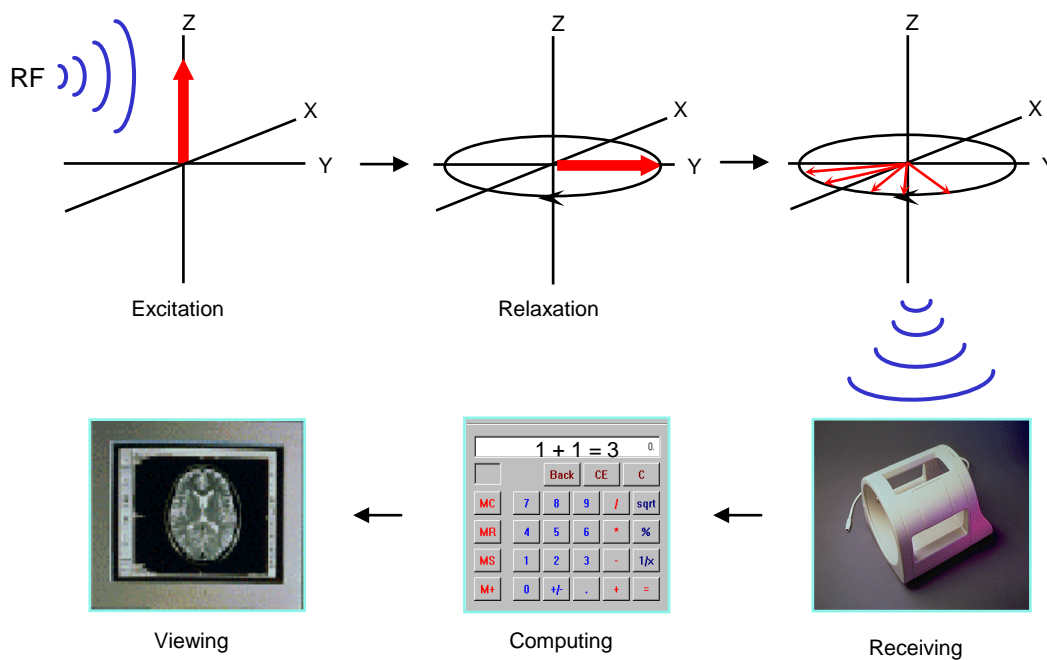 Z
Z
Z
RF
X
X
X
Y
Y
Y
Excitation
Relaxation
1 + 1 = 3 0.
Back CE C
MC 7 8 9 / sqrt
MR 4 5 6 * %
MS 1 2 3 - 1/x
M+ 0 +/- . + =
Viewing
Computing
Receiving